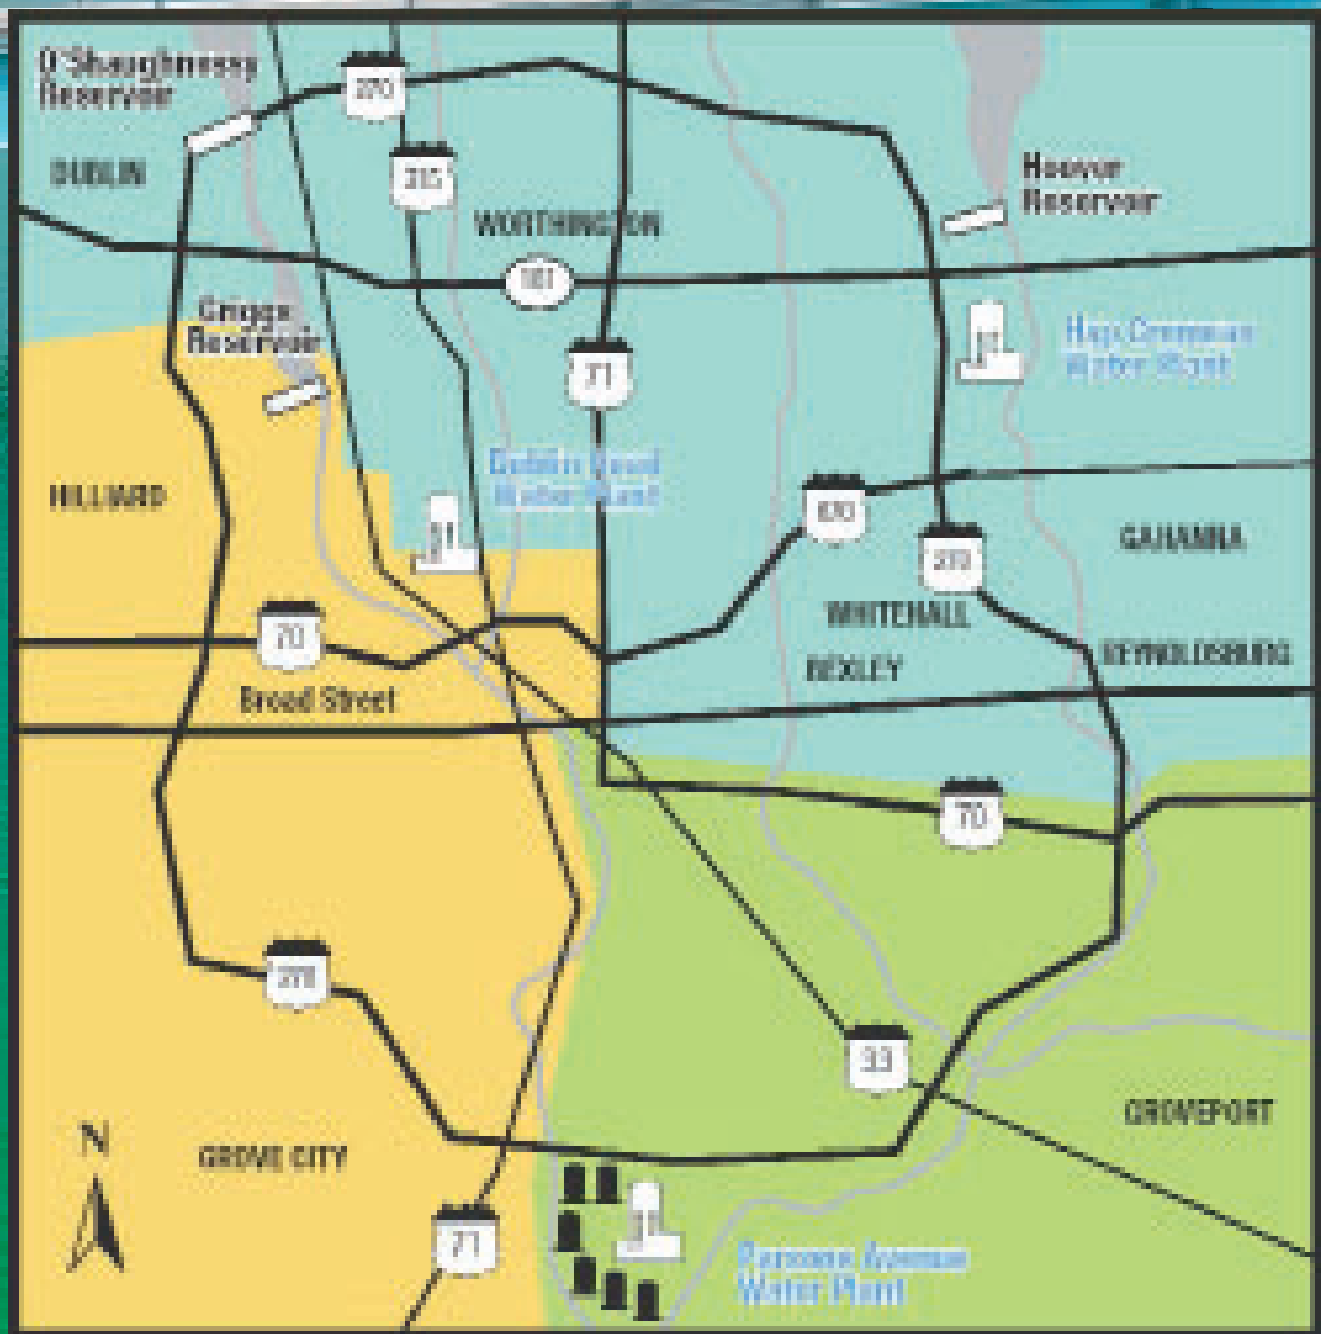 O'Shaughnessy
Reservoir
270
DUBLIN
315
Hoover
Reservoir
WORTHINGTON
161
Griggs
Reservoir
71
Hap Cremean
Water Plant
Dublin Road
Water Plant
HILLIARD
670
GAHANNA
270
WHITEHALL
70
BEXLEY
REYNOLDSBURG
Broad Street
70
270
33
GROVEPORT
N
GROVE CITY
71
Parsons Avenue
Water Plant